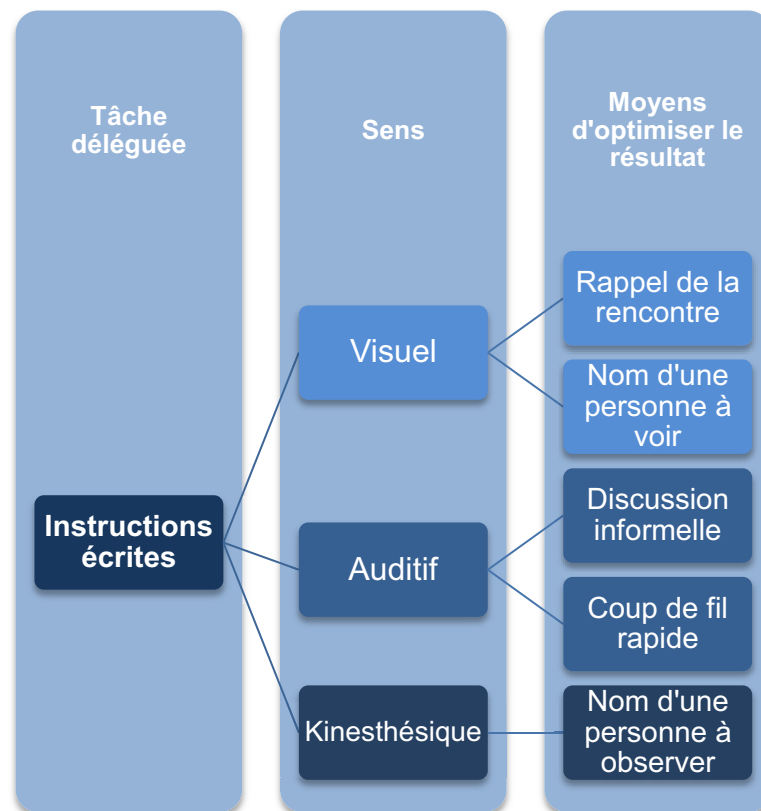 Tâche
déléguée
Sens
Moyens
d'optimiser le
résultat
Instructions
écrites
Visuel
Rappel de la
rencontre
Nom d'une
personne à
voir
Auditif
Discussion
informelle
Coup de fil
rapide
Kinesthésique
Nom d'une
personne à
observer